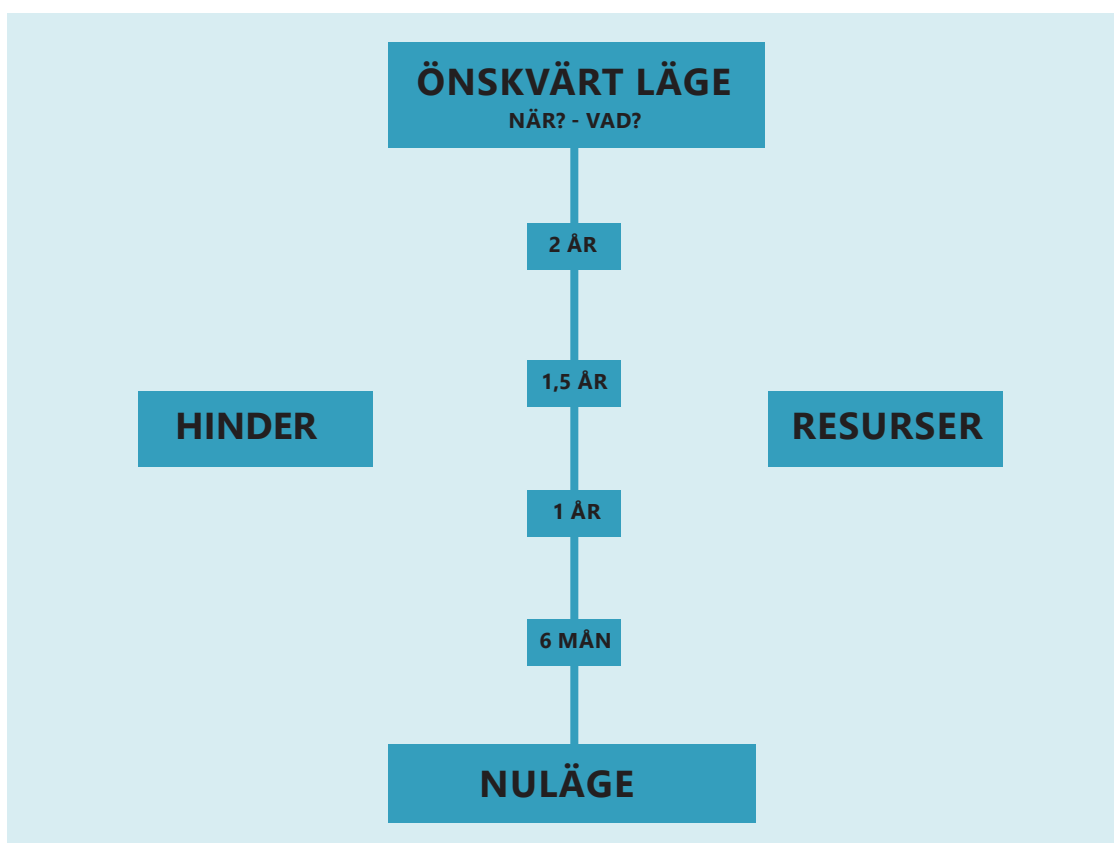 ÖNSKVÄRT LÄGE
NÄR? - VAD?
2 ÅR
1,5 ÅR
HINDER
RESURSER
1 ÅR
6 MÅN
NULÄGE